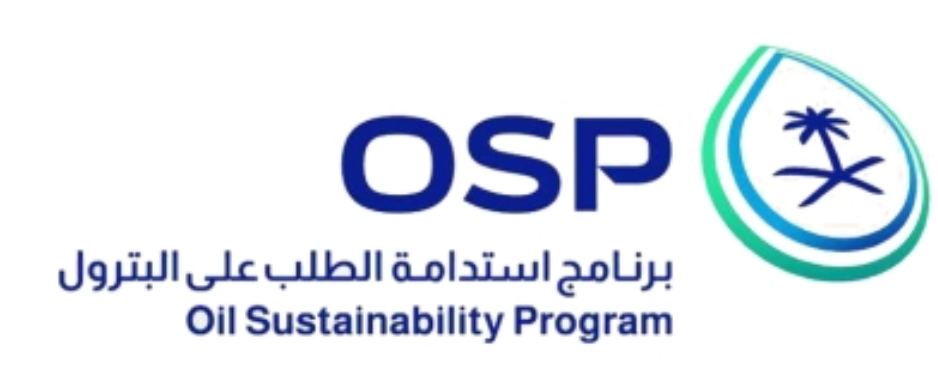 OSP
برنامج استدامة الطلب على البترول
Oil Sustainability Program